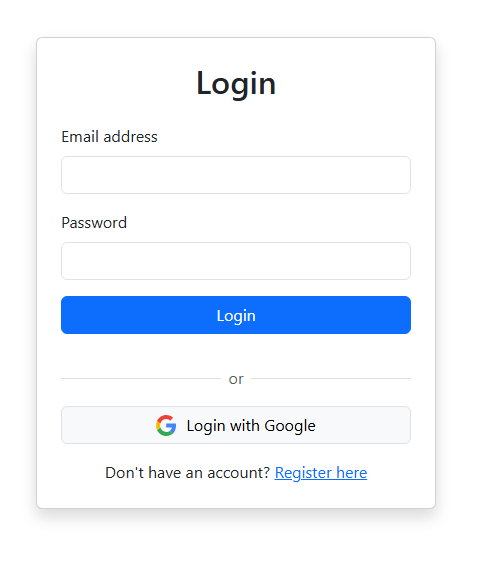 Login
Email address
Password
Login
or
Login with Google
Don't have an account? Register here